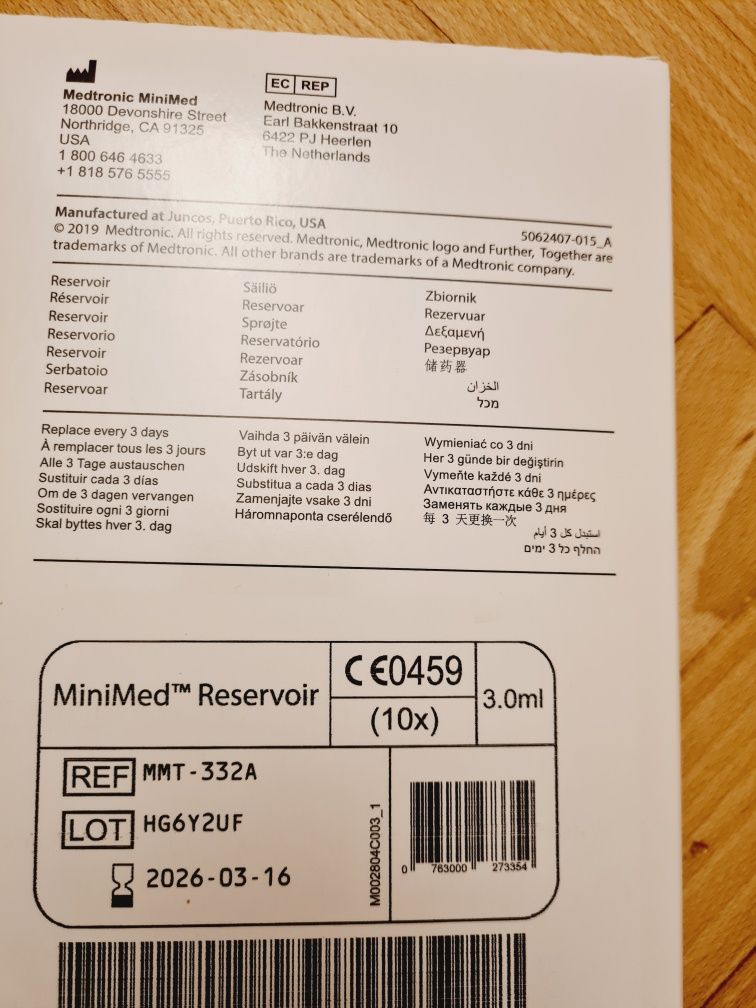 Medtronic MiniMed
18000 Devonshire Street
Northridge, CA 91325
USA
1 800 646 4633
+1 818 576 5555
EC REP
Medtronic B.V.
Earl Bakkenstraat 10
6422 PJ Heerlen
The Netherlands
Manufactured at Juncos, Puerto Rico, USA
5062407-015_A
© 2019 Medtronic. All rights reserved. Medtronic, Medtronic logo and Further, Together are
trademarks of Medtronic. All other brands are trademarks of a Medtronic company.
Reservoir
Réservoir
Reservoir
Reservorio
Reservoir
Serbatoio
Reservoar
Säiliö
Reservoar
Sprøjte
Reservatório
Rezervoar
Zásobník
Tartály
Zbiornik
Rezervuar
Δεξαμενή
Резервуар
储药器
الخزان
מכל
Replace every 3 days
À remplacer tous les 3 jours
Alle 3 Tage austauschen
Sustituir cada 3 días
Om de 3 dagen vervangen
Sostituire ogni 3 giorni
Skal byttes hver 3. dag
Vaihda 3 päivän välein
Byt ut var 3:e dag
Udskift hver 3. dag
Substitua a cada 3 dias
Zamenjajte vsake 3 dni
Háromnaponta cserélendő
Wymieniać co 3 dni
Her 3 günde bir değiştirin
Vymeňte každé 3 dni
Αντικαταστήστε κάθε 3 ημέρες
Заменять каждые 3 дня
每 3 天更换一次
استبدل كل 3 أيام
החלף כל 3 ימים
MiniMed™ Reservoir
CE0459
(10x)
3.0ml
REF MMT-332A
LOT HG6Y2UF
2026-03-16
M002804C003_1
0 763000 273354